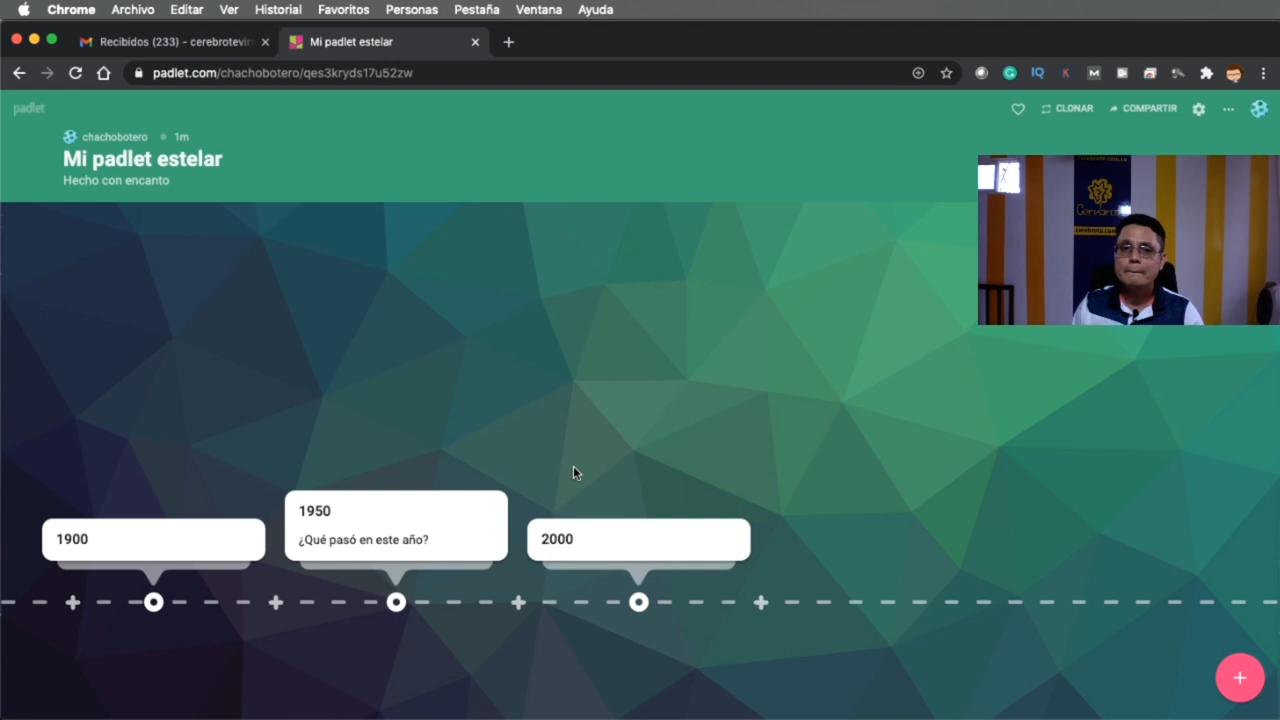 Chrome Archivo Editar Ver Historial Favoritos Personas Pestaña Ventana Ayuda
Recibidos (233) - cerebrotevir
Mi padlet estelar
padlet.com/chachobotero/qes3kryds17u52zw
padlet
CLONAR COMPARTIR
chachobotero 1m
Mi padlet estelar
Hecho con encanto
1900
1950
¿Qué pasó en este año?
2000